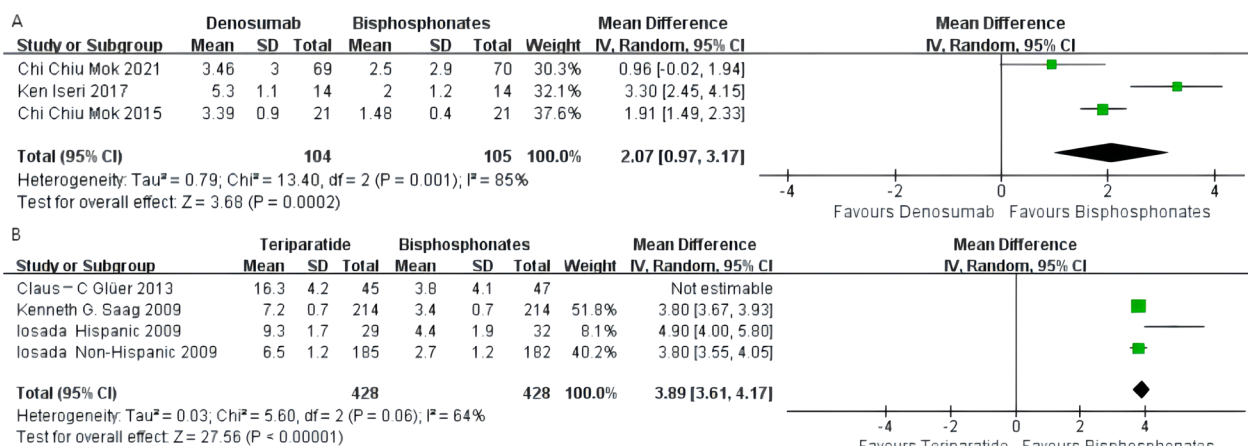 A
Denosumab Bisphosphonates Mean Difference Mean Difference
Study or Subgroup Mean SD Total Mean SD Total Weight IV, Random, 95% CI IV, Random, 95% CI
Chi Chiu Mok 2021 3.46 3 69 2.5 2.9 70 30.3% 0.96 [-0.02, 1.94]
Ken Iseri 2017 5.3 1.1 14 2 1.2 14 32.1% 3.30 [2.45, 4.15]
Chi Chiu Mok 2015 3.39 0.9 21 1.48 0.4 21 37.6% 1.91 [1.49, 2.33]
Total (95% CI) 104 105 100.0% 2.07 [0.97, 3.17]
Heterogeneity: Tau² = 0.79; Chi² = 13.40, df = 2 (P = 0.001); I² = 85%
Test for overall effect: Z = 3.68 (P = 0.0002)
-4 -2 0 2 4
Favours Denosumab Favours Bisphosphonates
B
Teriparatide Bisphosphonates Mean Difference Mean Difference
Study or Subgroup Mean SD Total Mean SD Total Weight IV, Random, 95% CI IV, Random, 95% CI
Claus-C Glüer 2013 16.3 4.2 45 3.8 4.1 47 Not estimable
Kenneth G. Saag 2009 7.2 0.7 214 3.4 0.7 214 51.8% 3.80 [3.67, 3.93]
losada Hispanic 2009 9.3 1.7 29 4.4 1.9 32 8.1% 4.90 [4.00, 5.80]
losada Non-Hispanic 2009 6.5 1.2 185 2.7 1.2 182 40.2% 3.80 [3.55, 4.05]
Total (95% CI) 428 428 100.0% 3.89 [3.61, 4.17]
Heterogeneity: Tau² = 0.03; Chi² = 5.60, df = 2 (P = 0.06); I² = 64%
Test for overall effect: Z = 27.56 (P < 0.00001)
-4 -2 0 2 4
Favours Teriparatide Favours Bisphosphonates